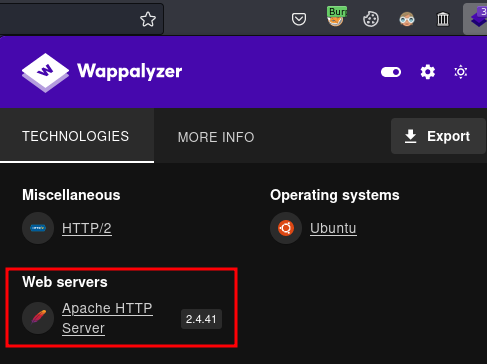 Burr
3
Wappalyzer
TECHNOLOGIES
MORE INFO
Export
Miscellaneous
HTTP/2
Operating systems
Ubuntu
Web servers
Apache HTTP
Server
2.4.41